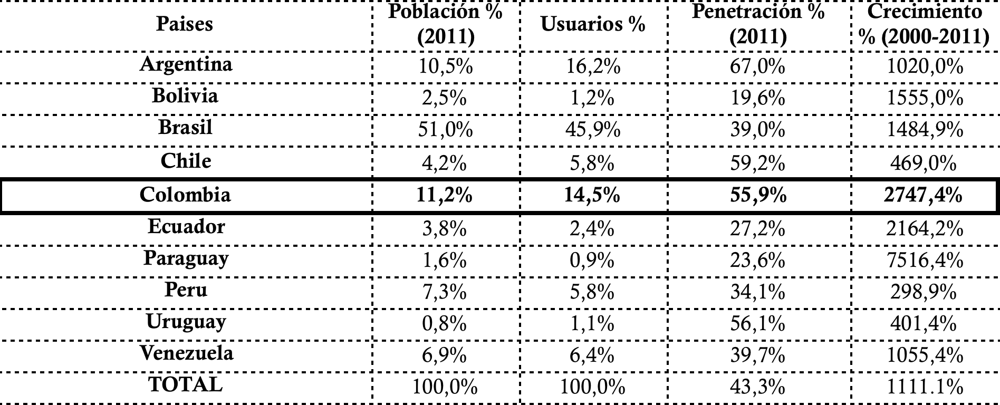 Paises Población % (2011) Usuarios % Penetración % (2011) Crecimiento % (2000-2011)
Argentina 10,5% 16,2% 67,0% 1020,0%
Bolivia 2,5% 1,2% 19,6% 1555,0%
Brasil 51,0% 45,9% 39,0% 1484,9%
Chile 4,2% 5,8% 59,2% 469,0%
Colombia 11,2% 14,5% 55,9% 2747,4%
Ecuador 3,8% 2,4% 27,2% 2164,2%
Paraguay 1,6% 0,9% 23,6% 7516,4%
Peru 7,3% 5,8% 34,1% 298,9%
Uruguay 0,8% 1,1% 56,1% 401,4%
Venezuela 6,9% 6,4% 39,7% 1055,4%
TOTAL 100,0% 100,0% 43,3% 1111.1%